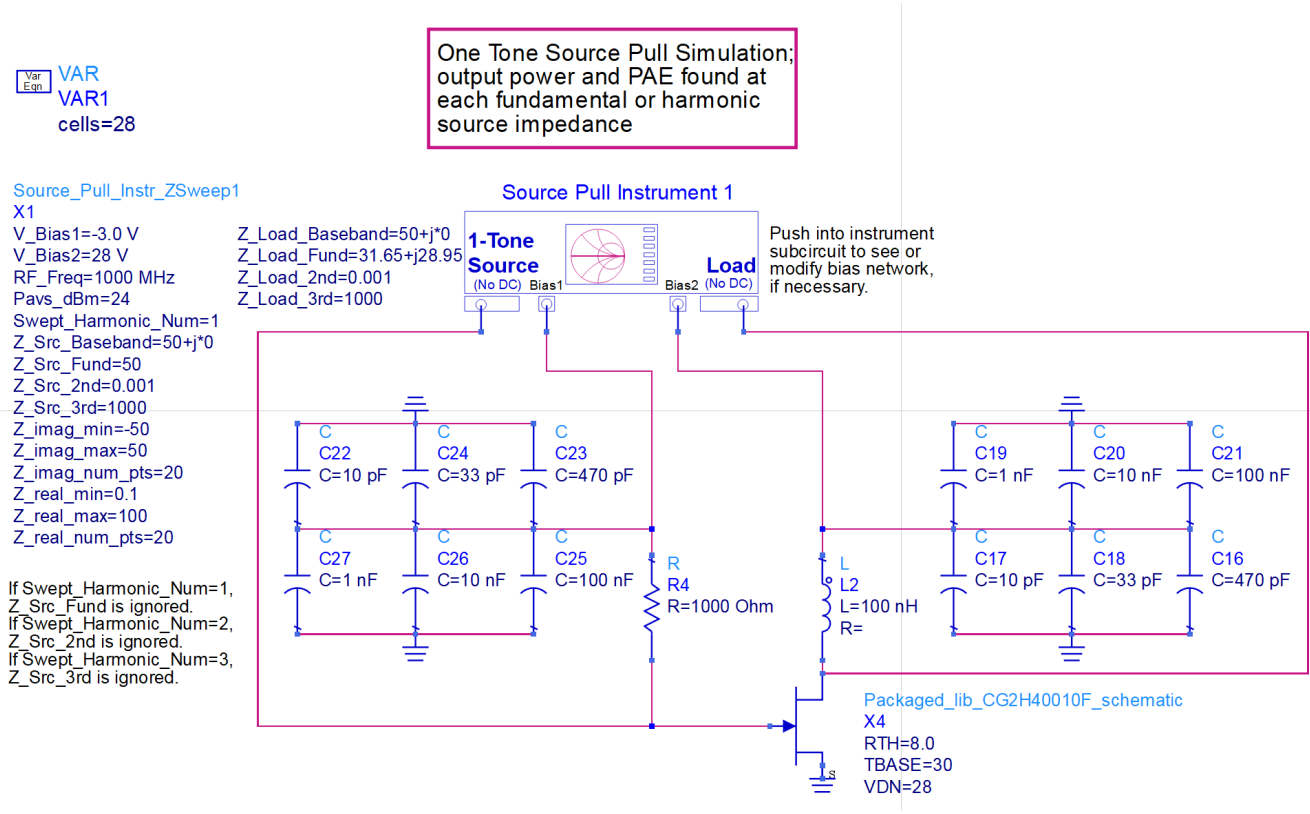 One Tone Source Pull Simulation;
output power and PAE found at
each fundamental or harmonic
source impedance
Var
Eqn
VAR
VAR1
cells=28
Source_Pull_Instr_ZSweep1
X1
V_Bias1=-3.0 V
V_Bias2=28 V
RF_Freq=1000 MHz
Pavs_dBm=24
Swept_Harmonic_Num=1
Z_Src_Baseband=50+j*0
Z_Src_Fund=50
Z_Src_2nd=0.001
Z_Src_3rd=1000
Z_imag_min=-50
Z_imag_max=50
Z_imag_num_pts=20
Z_real_min=0.1
Z_real_max=100
Z_real_num_pts=20
Z_Load_Baseband=50+j*0
Z_Load_Fund=31.65+j28.95
Z_Load_2nd=0.001
Z_Load_3rd=1000
Source Pull Instrument 1
1-Tone
Source
(No DC)
Bias1
Bias2
Load
(No DC)
Push into instrument
subcircuit to see or
modify bias network,
if necessary.
If Swept_Harmonic_Num=1,
Z_Src_Fund is ignored.
If Swept_Harmonic_Num=2,
Z_Src_2nd is ignored.
If Swept_Harmonic_Num=3,
Z_Src_3rd is ignored.
C
C22
C=10 pF
C
C24
C=33 pF
C
C23
C=470 pF
C
C27
C=1 nF
C
C26
C=10 nF
C
C25
C=100 nF
R
R4
R=1000 Ohm
L
L2
L=100 nH
R=
C
C19
C=1 nF
C
C20
C=10 nF
C
C21
C=100 nF
C
C17
C=10 pF
C
C18
C=33 pF
C
C16
C=470 pF
Packaged_lib_CG2H40010F_schematic
X4
RTH=8.0
TBASE=30
VDN=28
S